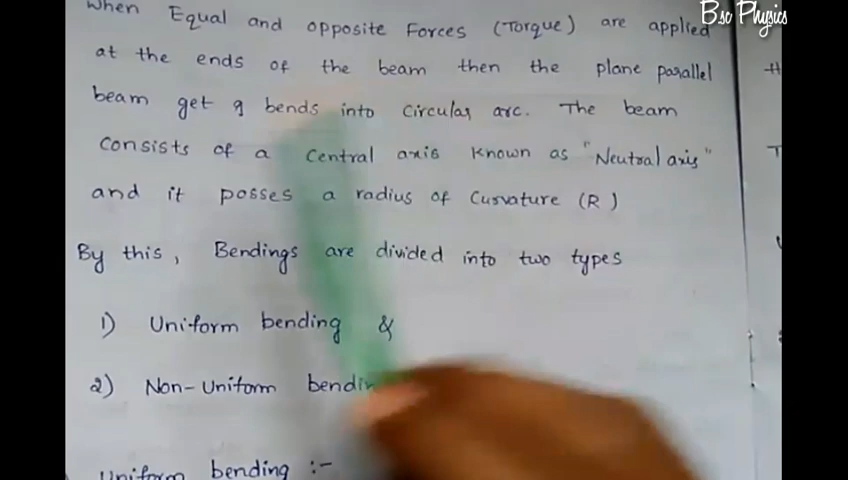 Bsc Physics
When Equal and opposite Forces (Torque) are applied
at the ends of the beam then the plane parallel
beam get g bends into circular arc. The beam
consists of a central axis known as "Neutral axis"
and it posses a radius of curvature (R)
By this, Bendings are divided into two types
1) Uniform bending &
2) Non-Uniform bendin
Uniform bending :-